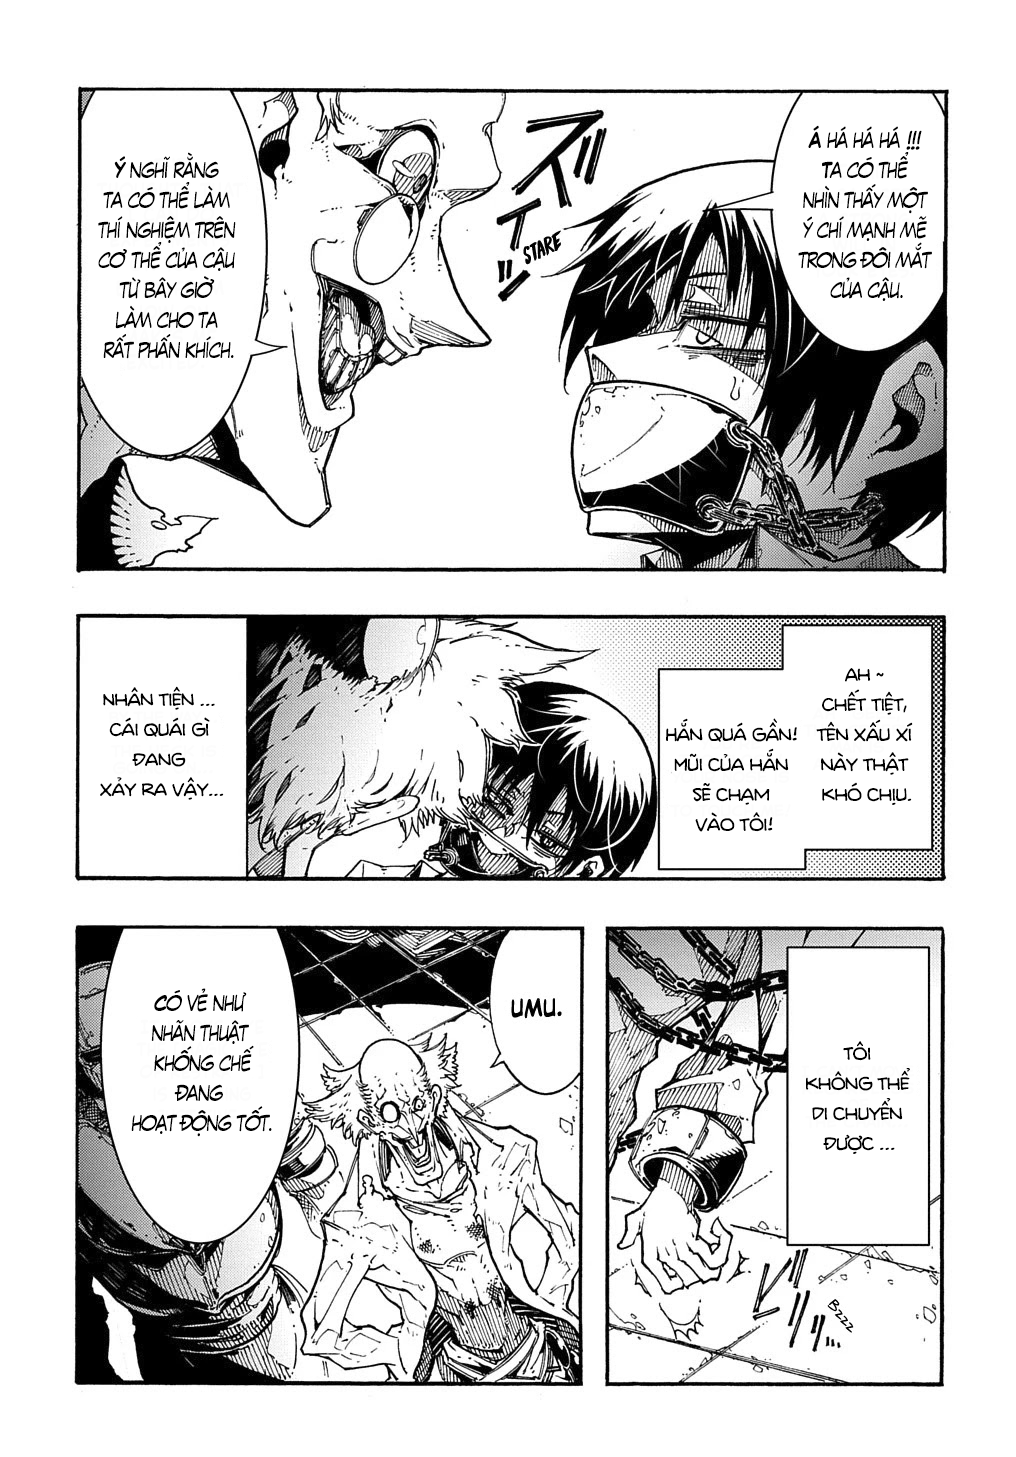 Á HÁ HÁ HÁ !!!
TA CÓ THỂ
NHÌN THẤY MỘT
Ý CHÍ MẠNH MẼ
TRONG ĐÔI MẮT
CỦA CẬU.
ズイッ
STARE
Ý NGHĨ RẰNG
TA CÓ THỂ LÀM
THÍ NGHIỆM TRÊN
CƠ THỂ CỦA CẬU
TỪ BÂY GIỜ
LÀM CHO TA
RẤT PHẤN KHÍCH.
AH ~
CHẾT TIỆT,
TÊN XẤU XÍ
NÀY THẬT
KHÓ CHỊU.
HẮN QUÁ GẦN!
MŨI CỦA HẮN
SẼ CHẠM
VÀO TÔI!
NHÂN TIỆN ...
CÁI QUÁI GÌ
ĐANG
XẢY RA VẬY...
TÔI
KHÔNG THỂ
DI CHUYỂN
ĐƯỢC ...
BZZZ
UMU.
CÓ VẺ NHƯ
NHÃN THUẬT
KHỐNG CHẾ
ĐANG
HOẠT ĐỘNG TỐT.